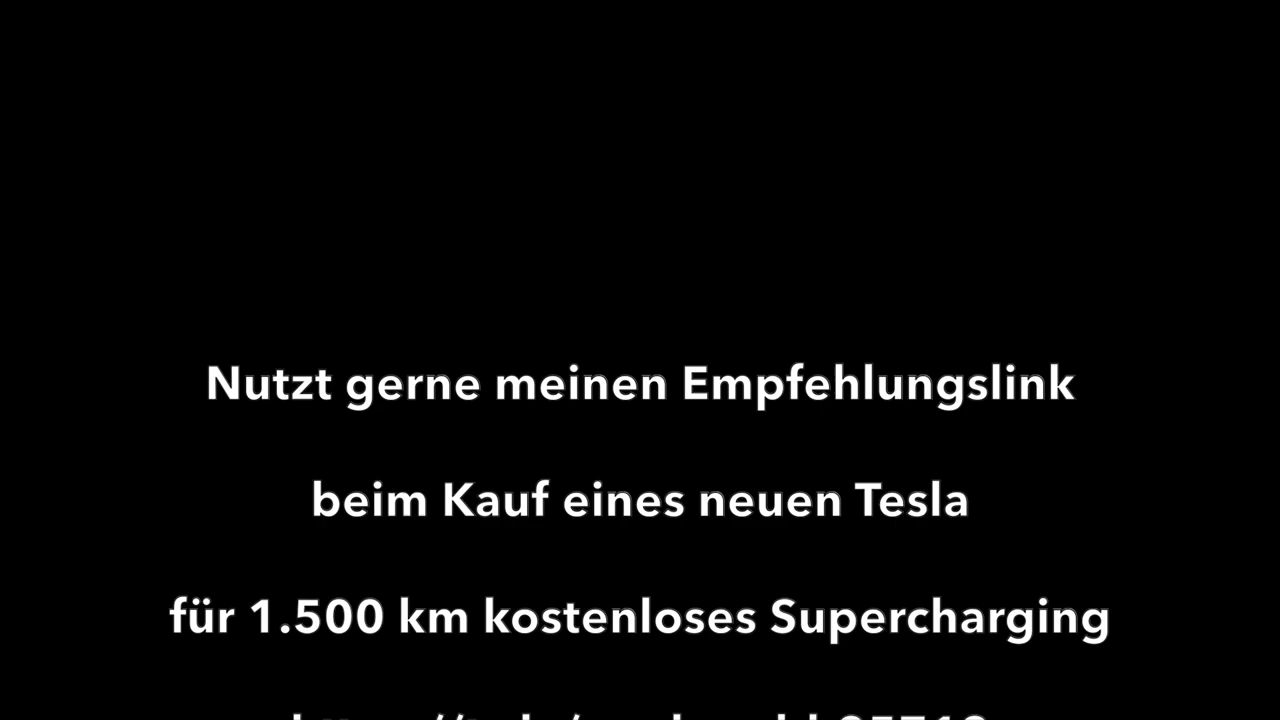 Nutzt gerne meinen Empfehlungslink
beim Kauf eines neuen Tesla
für 1.500 km kostenloses Supercharging